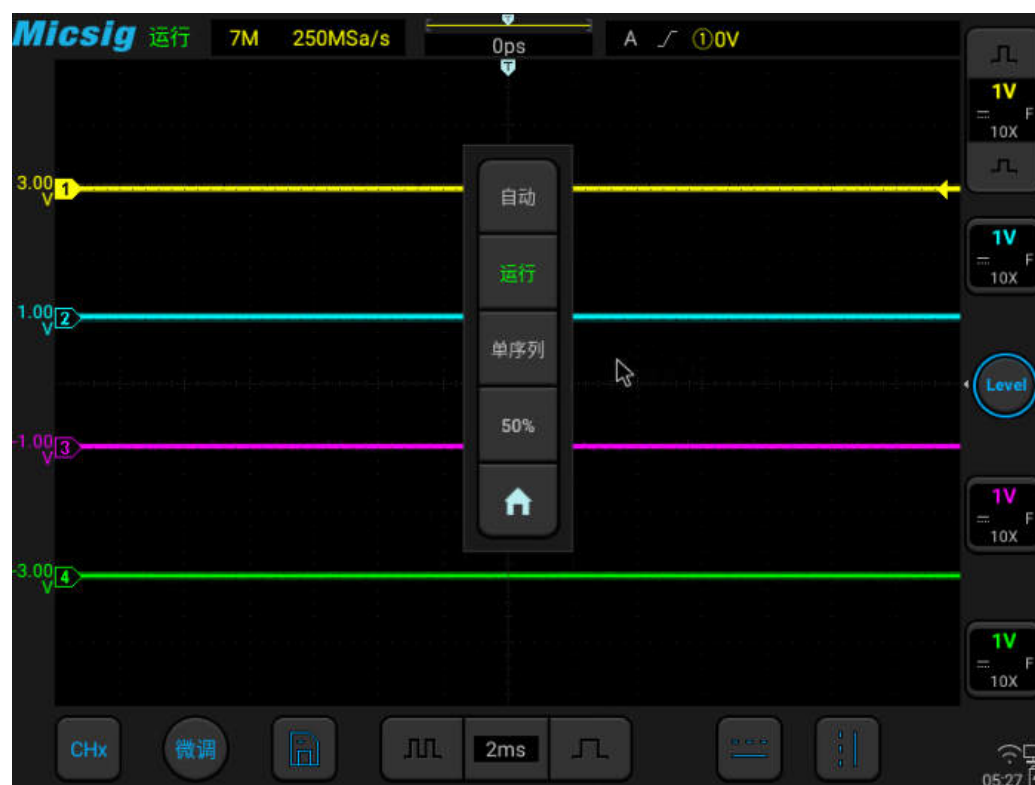 Micsig 运行 7M 250MSa/s 0ps A ①0V
T
T
1V
F
10X
3.00
V
1
自动
1V
F
10X
运行
1.00
V
2
单序列
Level
50%
-1.00
V
3
1V
F
10X
-3.00
V
4
1V
F
10X
CHx 微调 2ms
05:27